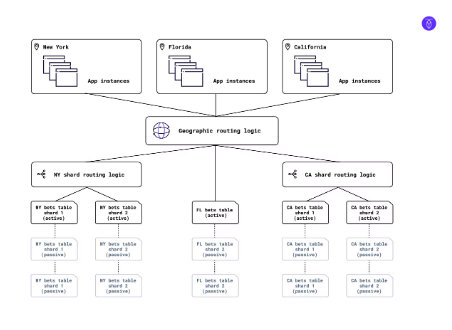 New York
Florida
California
App instances
App instances
App instances
Geographic routing logic
NY shard routing logic
CA shard routing logic
NY bets table
shard 1
(active)
NY bets table
shard 2
(active)
FL bets table
(active)
CA bets table
shard 1
(active)
CA bets table
shard 2
(active)
NY bets table
shard 1
(passive)
NY bets table
shard 2
(passive)
FL bets table
shard 2
(passive)
CA bets table
shard 1
(passive)
CA bets table
shard 2
(passive)
NY bets table
shard 1
(passive)
NY bets table
shard 2
(passive)
FL bets table
shard 2
(passive)
CA bets table
shard 1
(passive)
CA bets table
shard 2
(passive)